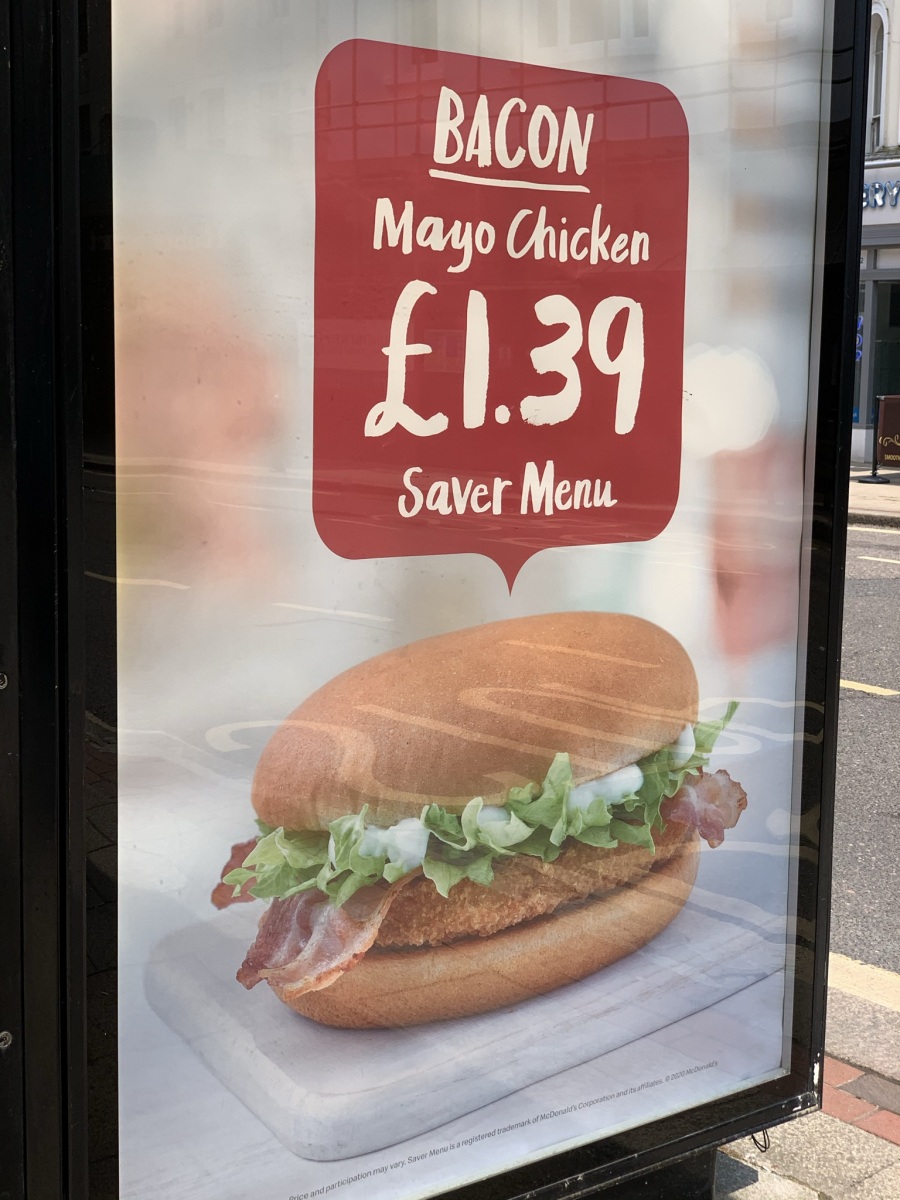 BACON
Mayo Chicken
£1.39
Saver Menu
Price and participation may vary. Saver Menu is a registered trademark of McDonald's Corporation and its affiliates. © 2020 McDonald's